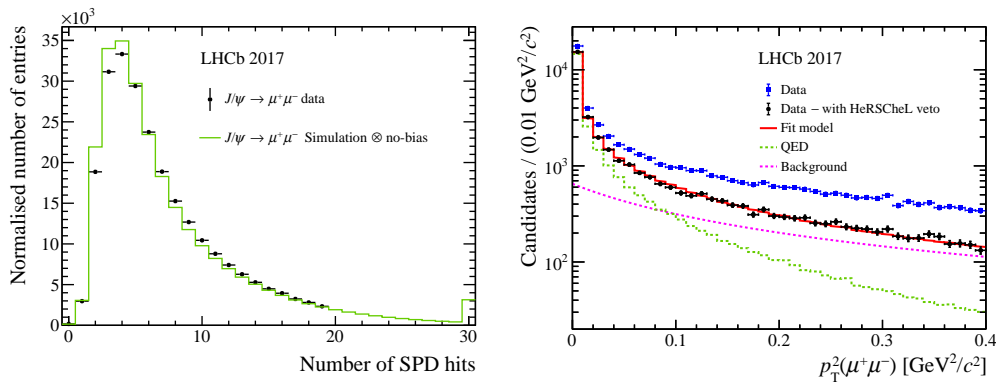 ×10³
35
30
25
20
15
10
5
0
0 10 20 30
Number of SPD hits
Normalised number of entries
LHCb 2017
J/ψ → μ⁺μ⁻ data
J/ψ → μ⁺μ⁻ Simulation ⊗ no-bias
10⁴
10³
10²
0 0.1 0.2 0.3 0.4
p_T²(μ⁺μ⁻) [GeV²/c²]
Candidates / (0.01 GeV²/c²)
LHCb 2017
Data
Data − with HeRSCheL veto
Fit model
QED
Background